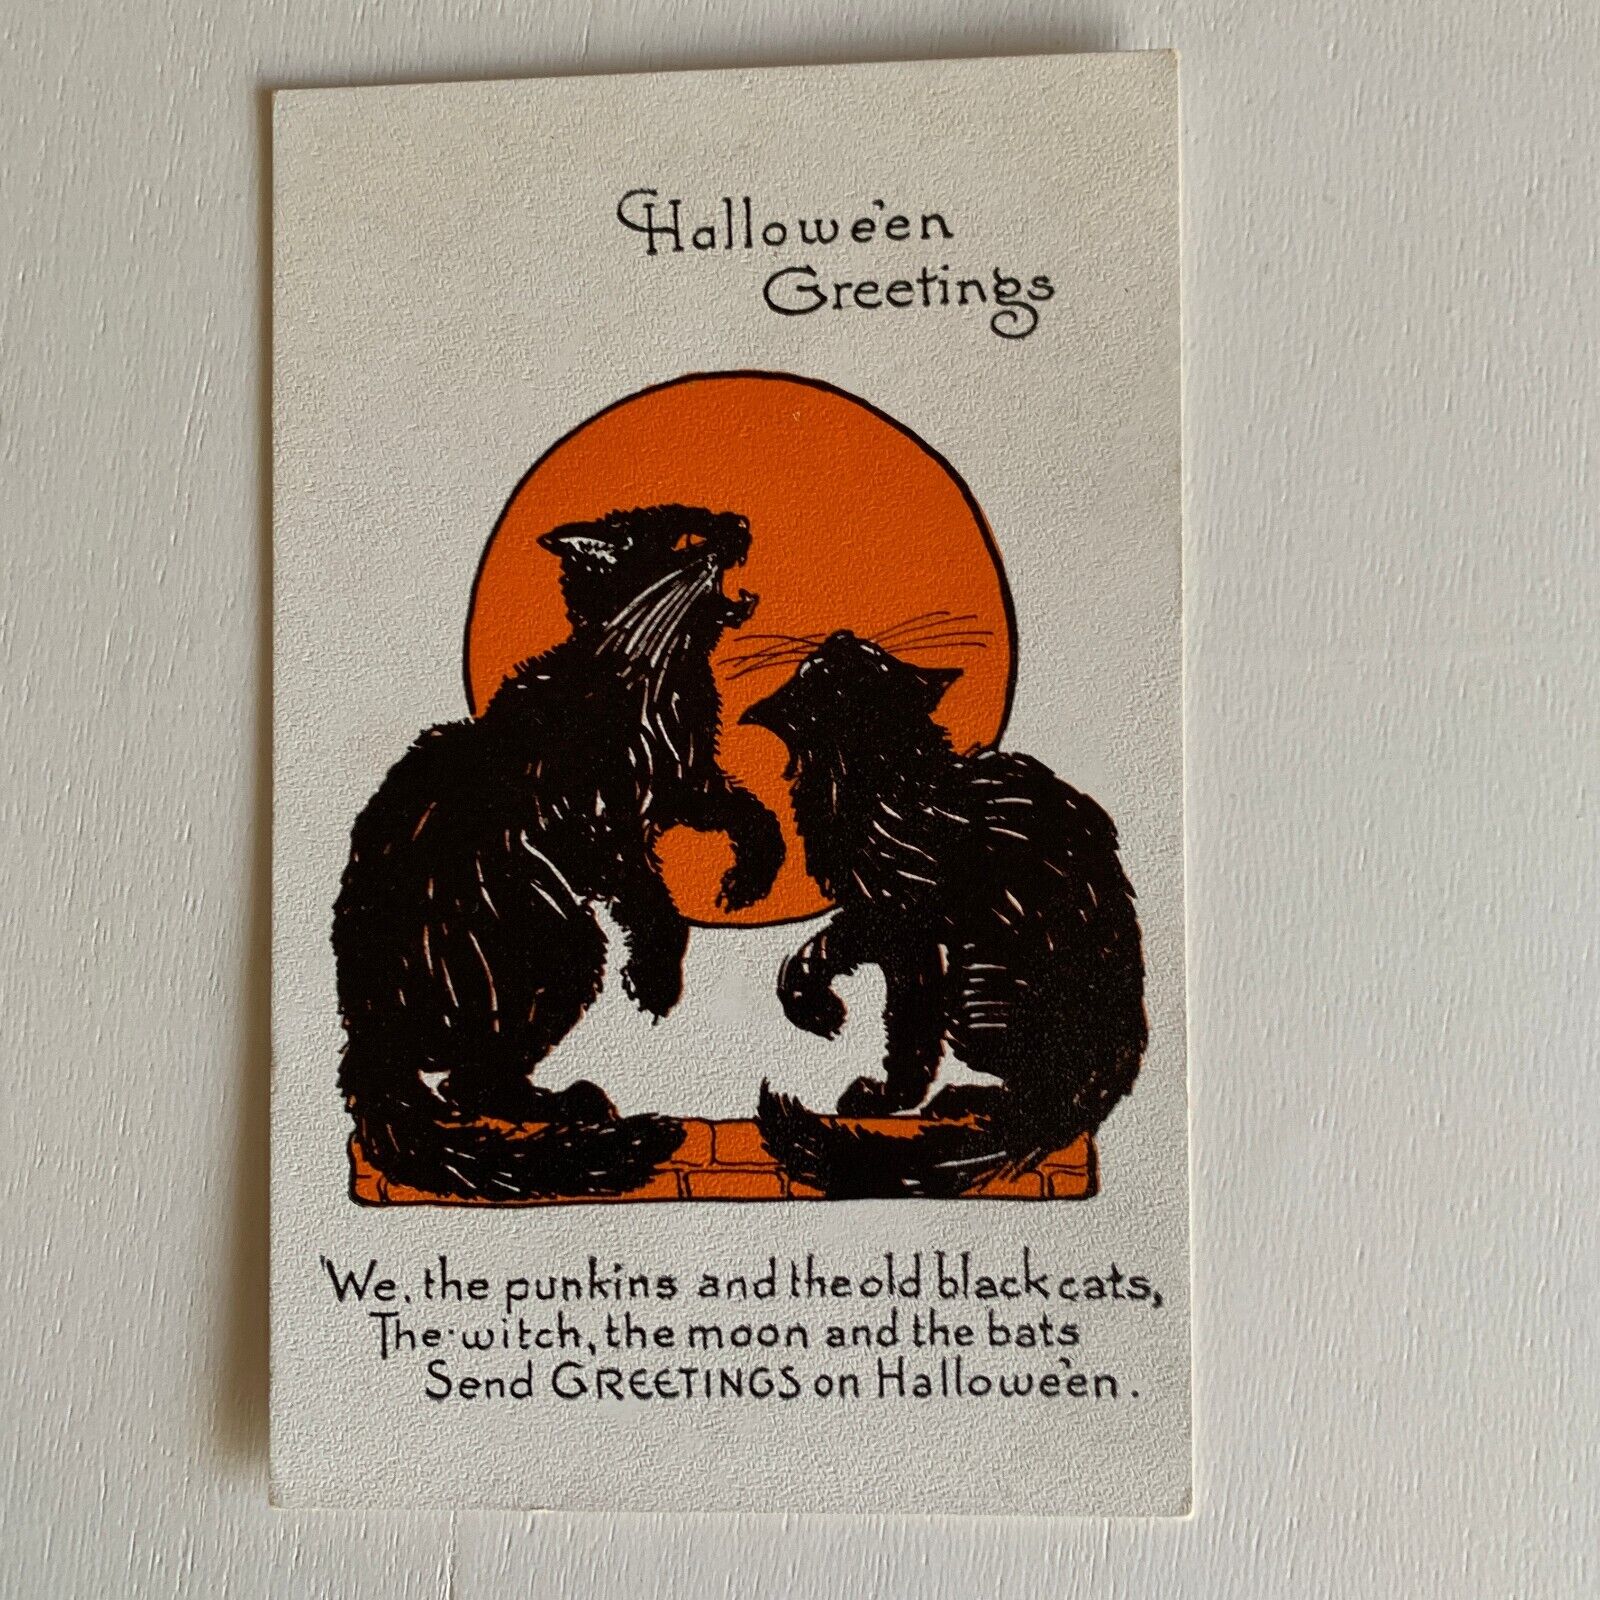 Hallowe'en
Greetings
'We, the punkins and the old black cats,
The witch, the moon and the bats
Send GREETINGS on Hallowe'en.